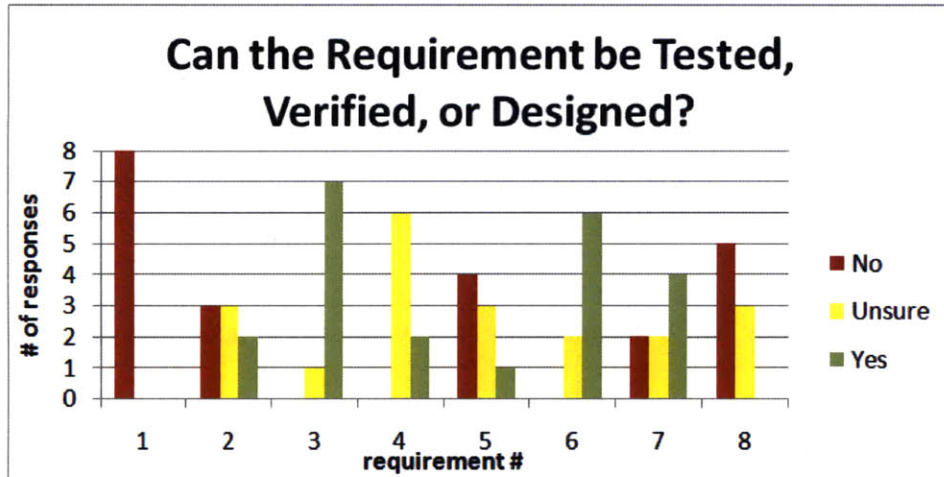 Can the Requirement be Tested,
Verified, or Designed?
# of responses
8
7
6
5
4
3
2
1
0
1 2 3 4 5 6 7 8
requirement #
No
Unsure
Yes